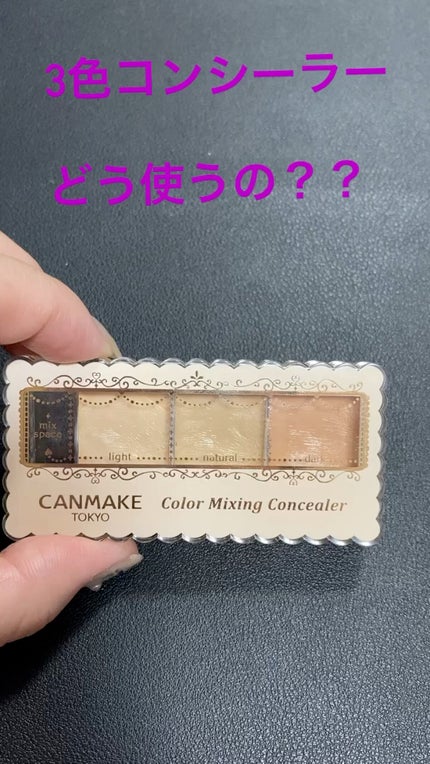 3色コンシーラー
どう使うの？？
mix
space
light
natural
CANMAKE
TOKYO
Color Mixing Concealer